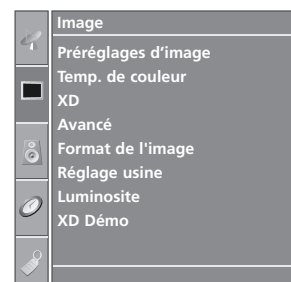 Image
Préréglages d’image
Temp. de couleur
XD
Avancé
Format de l'image
Réglage usine
Luminosite
XD Démo